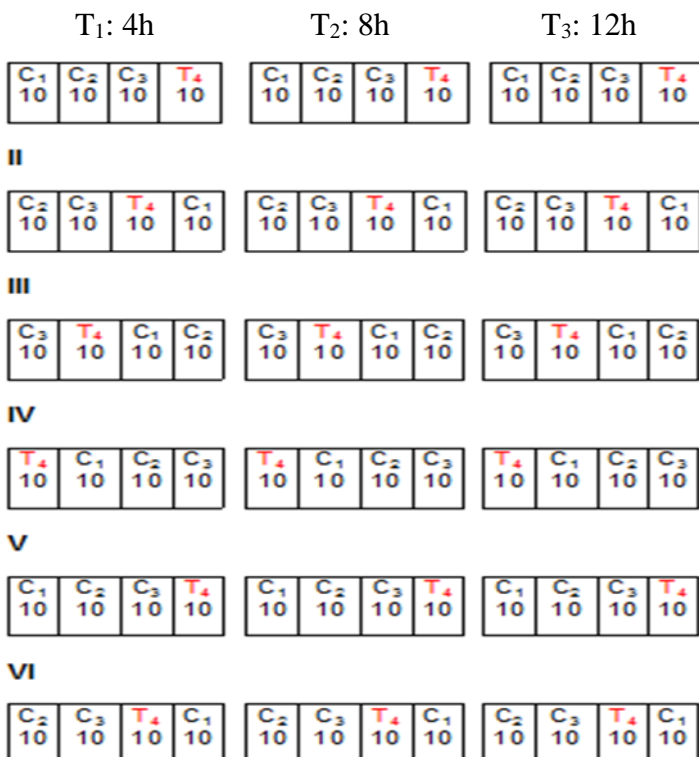 T₁: 4h T₂: 8h T₃: 12h
C₁ C₂ C₃ T₄ C₁ C₂ C₃ T₄ C₁ C₂ C₃ T₄
10 10 10 10 10 10 10 10 10 10 10 10
II
C₂ C₃ T₄ C₁ C₂ C₃ T₄ C₁ C₂ C₃ T₄ C₁
10 10 10 10 10 10 10 10 10 10 10 10
III
C₃ T₄ C₁ C₂ C₃ T₄ C₁ C₂ C₃ T₄ C₁ C₂
10 10 10 10 10 10 10 10 10 10 10 10
IV
T₄ C₁ C₂ C₃ T₄ C₁ C₂ C₃ T₄ C₁ C₂ C₃
10 10 10 10 10 10 10 10 10 10 10 10
V
C₁ C₂ C₃ T₄ C₁ C₂ C₃ T₄ C₁ C₂ C₃ T₄
10 10 10 10 10 10 10 10 10 10 10 10
VI
C₂ C₃ T₄ C₁ C₂ C₃ T₄ C₁ C₂ C₃ T₄ C₁
10 10 10 10 10 10 10 10 10 10 10 10